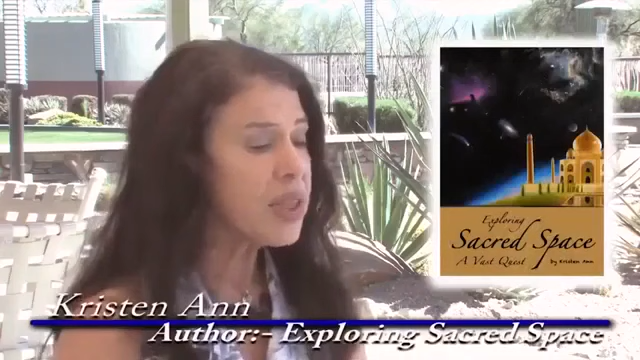 Exploring
Sacred Space
A Vast Quest by Kristen Ann
Kristen Ann
Author:- Exploring Sacred Space